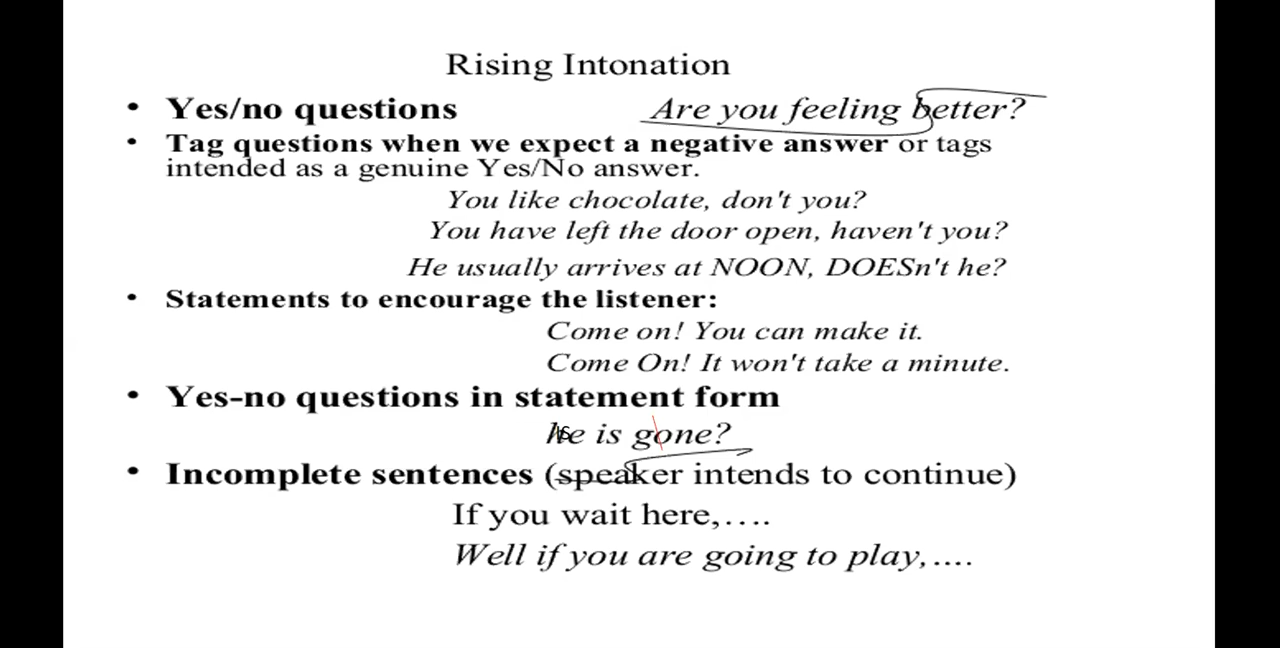 Rising Intonation
• Yes/no questions Are you feeling better?
• Tag questions when we expect a negative answer or tags
intended as a genuine Yes/No answer.
You like chocolate, don't you?
You have left the door open, haven't you?
He usually arrives at NOON, DOESn't he?
• Statements to encourage the listener:
Come on! You can make it.
Come On! It won't take a minute.
• Yes-no questions in statement form
he is gone?
• Incomplete sentences (speaker intends to continue)
If you wait here,....
Well if you are going to play,....